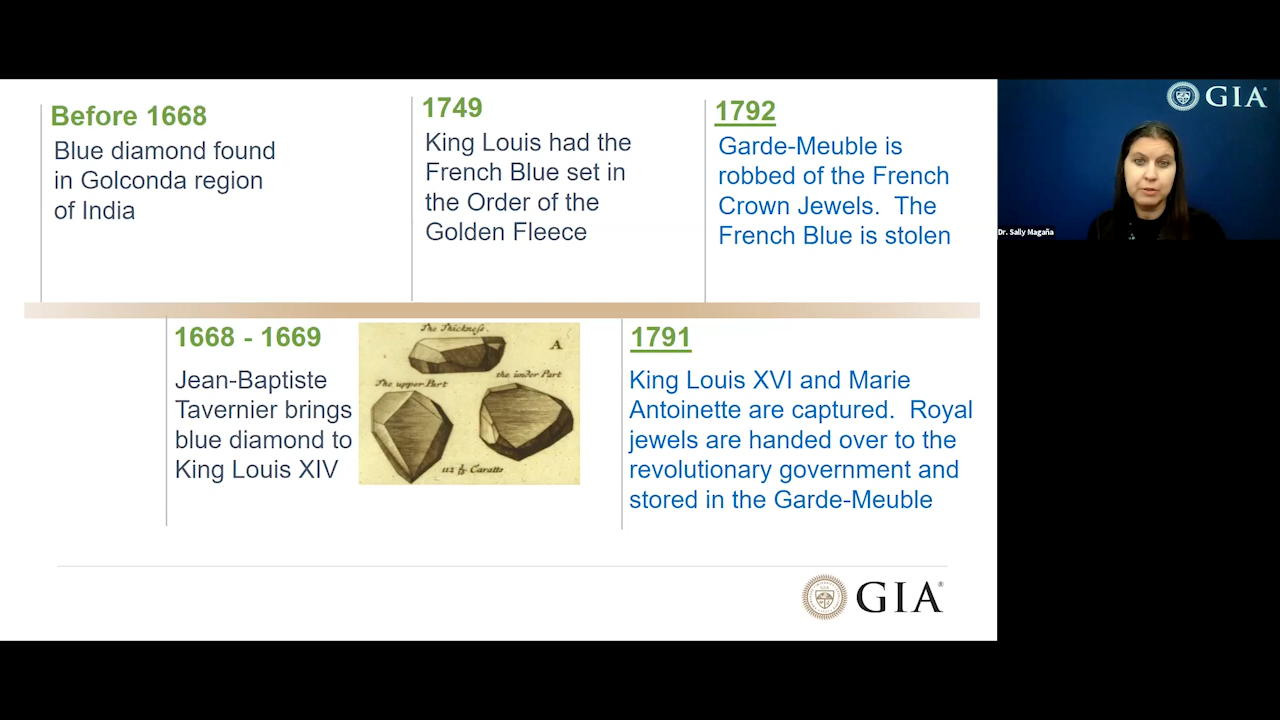 Before 1668
Blue diamond found
in Golconda region
of India
1749
King Louis had the
French Blue set in
the Order of the
Golden Fleece
1792
Garde-Meuble is
robbed of the French
Crown Jewels. The
French Blue is stolen
1668 - 1669
Jean-Baptiste
Tavernier brings
blue diamond to
King Louis XIV
The Thickness.
A
The upper Part
the under Part
112 3/16 Caratts
1791
King Louis XVI and Marie
Antoinette are captured. Royal
jewels are handed over to the
revolutionary government and
stored in the Garde-Meuble
GIA®
GIA®
Dr. Sally Magaña